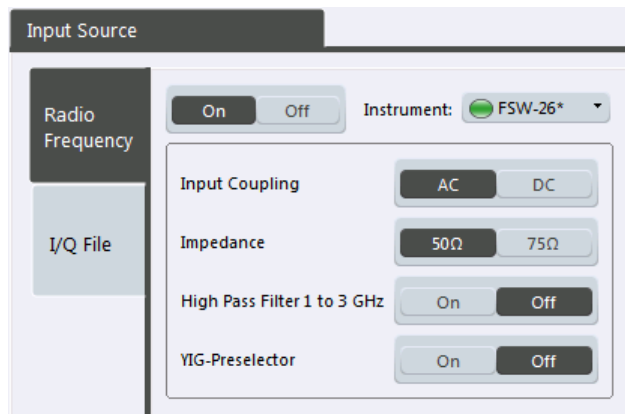 Input Source
Radio
Frequency
On Off Instrument: FSW-26*
Input Coupling AC DC
I/Q File
Impedance 50Ω 75Ω
High Pass Filter 1 to 3 GHz On Off
YIG-Preselector On Off